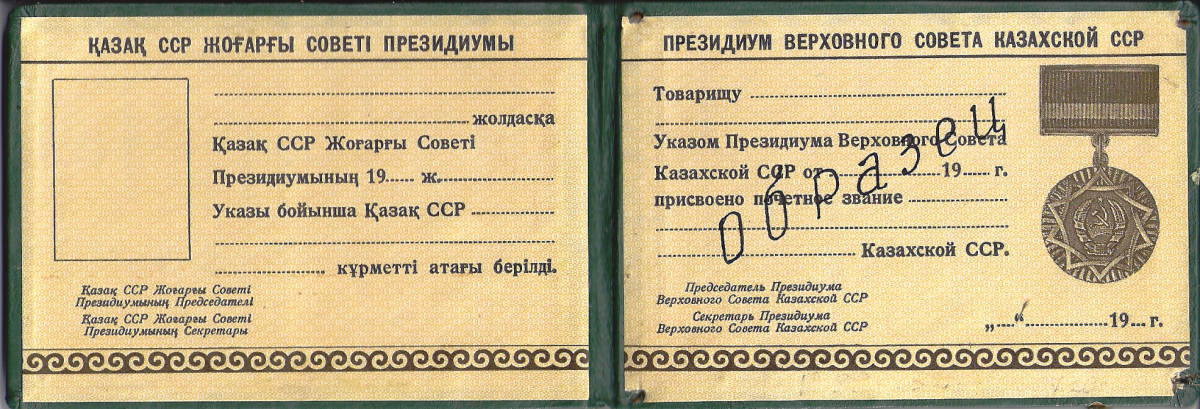 ҚАЗАҚ ССР ЖОҒАРҒЫ СОВЕТІ ПРЕЗИДИУМЫ
жолдасқа
Қазақ ССР Жоғарғы Советі
Президиумының 19...... ж.
Указы бойынша Қазақ ССР
құрметті атағы берілді.
Қазақ ССР Жоғарғы Советі
Президиумының Председателі
Қазақ ССР Жоғарғы Советі
Президиумының Секретары
ПРЕЗИДИУМ ВЕРХОВНОГО СОВЕТА КАЗАХСКОЙ ССР
Товарищу
Указом Президиума Верховного Совета
Казахской ССР от 19...... г.
присвоено почетное звание
Казахской ССР.
образец
Председатель Президиума
Верховного Совета Казахской ССР
Секретарь Президиума
Верховного Совета Казахской ССР
„......“ 19.... г.